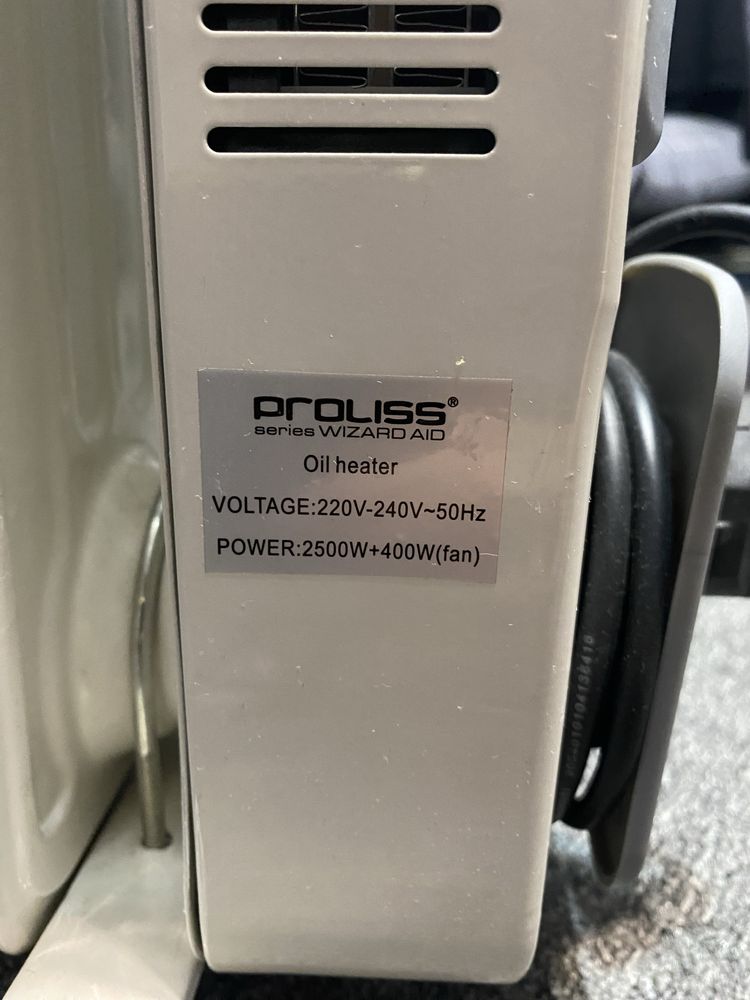 PROLISS®
series WIZARD AID
Oil heater
VOLTAGE:220V-240V~50Hz
POWER:2500W+400W(fan)